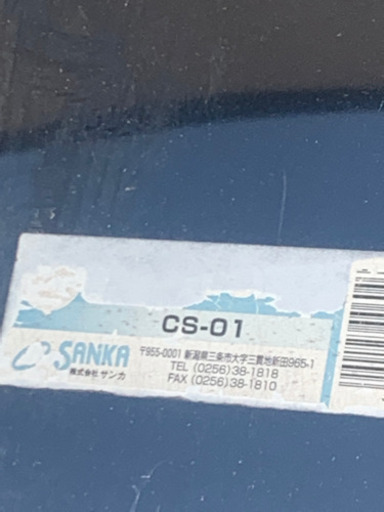 CS-01
SANKA
株式会社サンカ
〒955-0001 新潟県三条市大字三貫地新田965-1
TEL (0256)38-1818
FAX (0256)38-1810